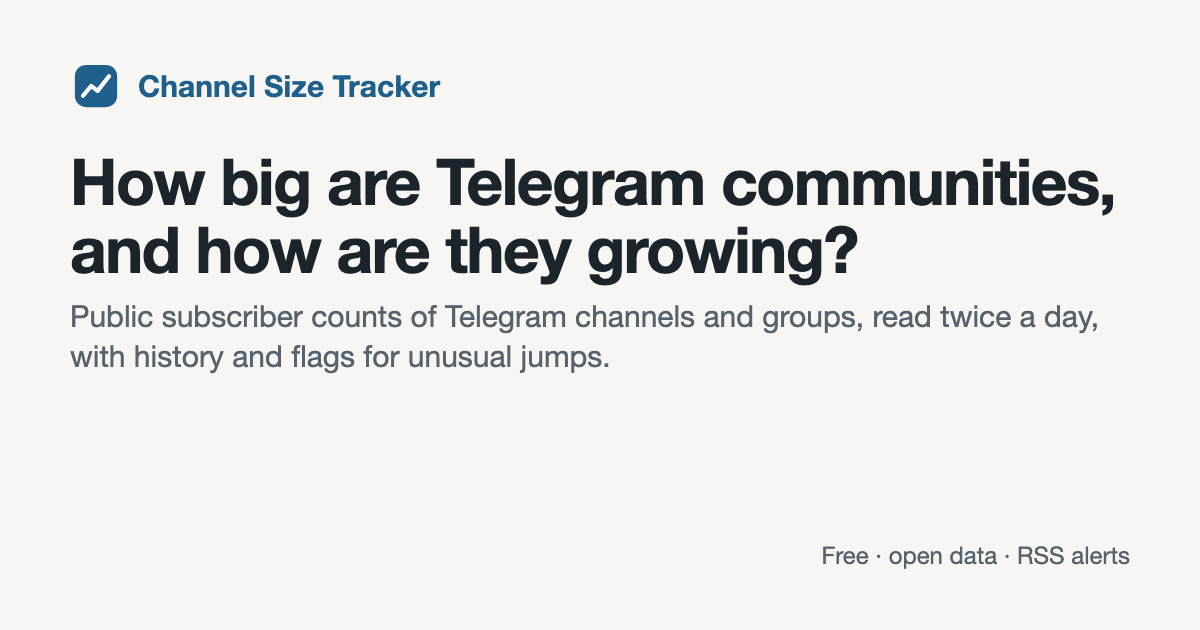 Channel Size Tracker
How big are Telegram communities,
and how are they growing?
Public subscriber counts of Telegram channels and groups, read twice a day,
with history and flags for unusual jumps.
Free · open data · RSS alerts